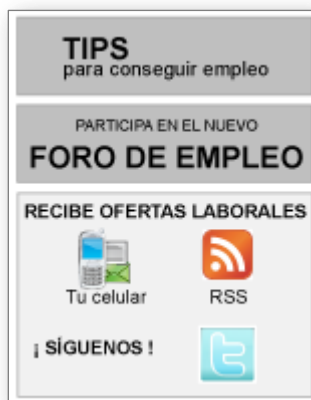 TIPS
para conseguir empleo
PARTICIPA EN EL NUEVO
FORO DE EMPLEO
RECIBE OFERTAS LABORALES
Tu celular RSS
¡ SÍGUENOS !